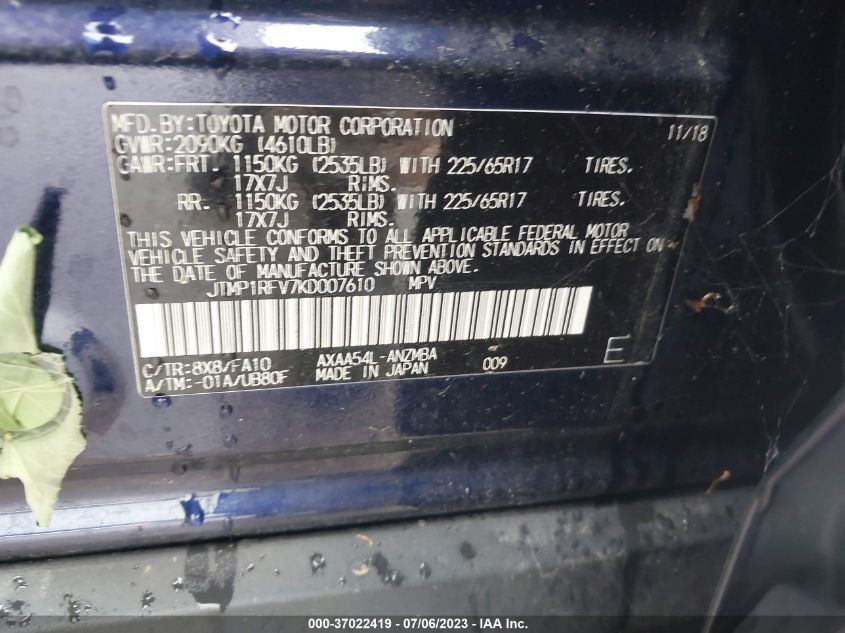 MFD.BY:TOYOTA MOTOR CORPORATION 11/18
GVWR:2090KG (4610LB)
GAWR:FRT. 1150KG (2535LB) WITH 225/65R17 TIRES.
17X7J RIMS.
RR. 1150KG (2535LB) WITH 225/65R17 TIRES.
17X7J RIMS.
THIS VEHICLE CONFORMS TO ALL APPLICABLE FEDERAL MOTOR
VEHICLE SAFETY AND THEFT PREVENTION STANDARDS IN EFFECT ON
THE DATE OF MANUFACTURE SHOWN ABOVE.
JTMP1RFV7KD007610 MPV
C/TR:8X8/FA10 AXAA54L-ANZMBA 009 E
A/TM:-01A/UB80F MADE IN JAPAN
000-37022419 - 07/06/2023 - IAA Inc.